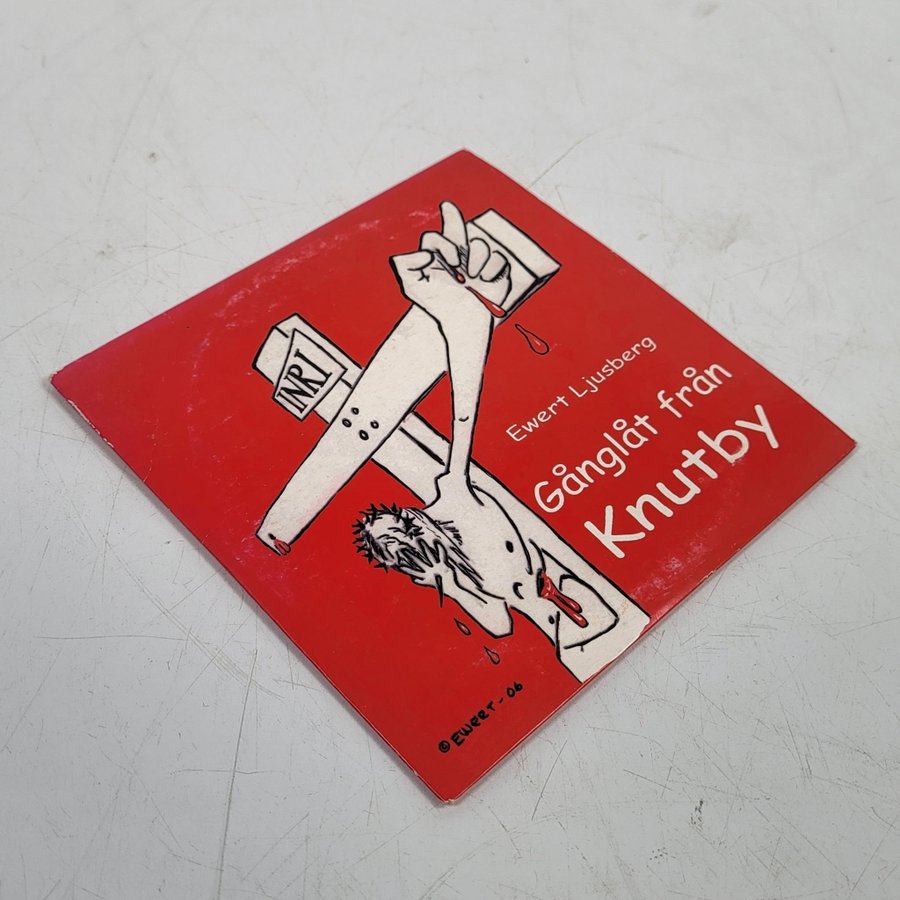 INRI
Ewert Ljusberg
Gånglåt från
Knutby
© EWERT-06